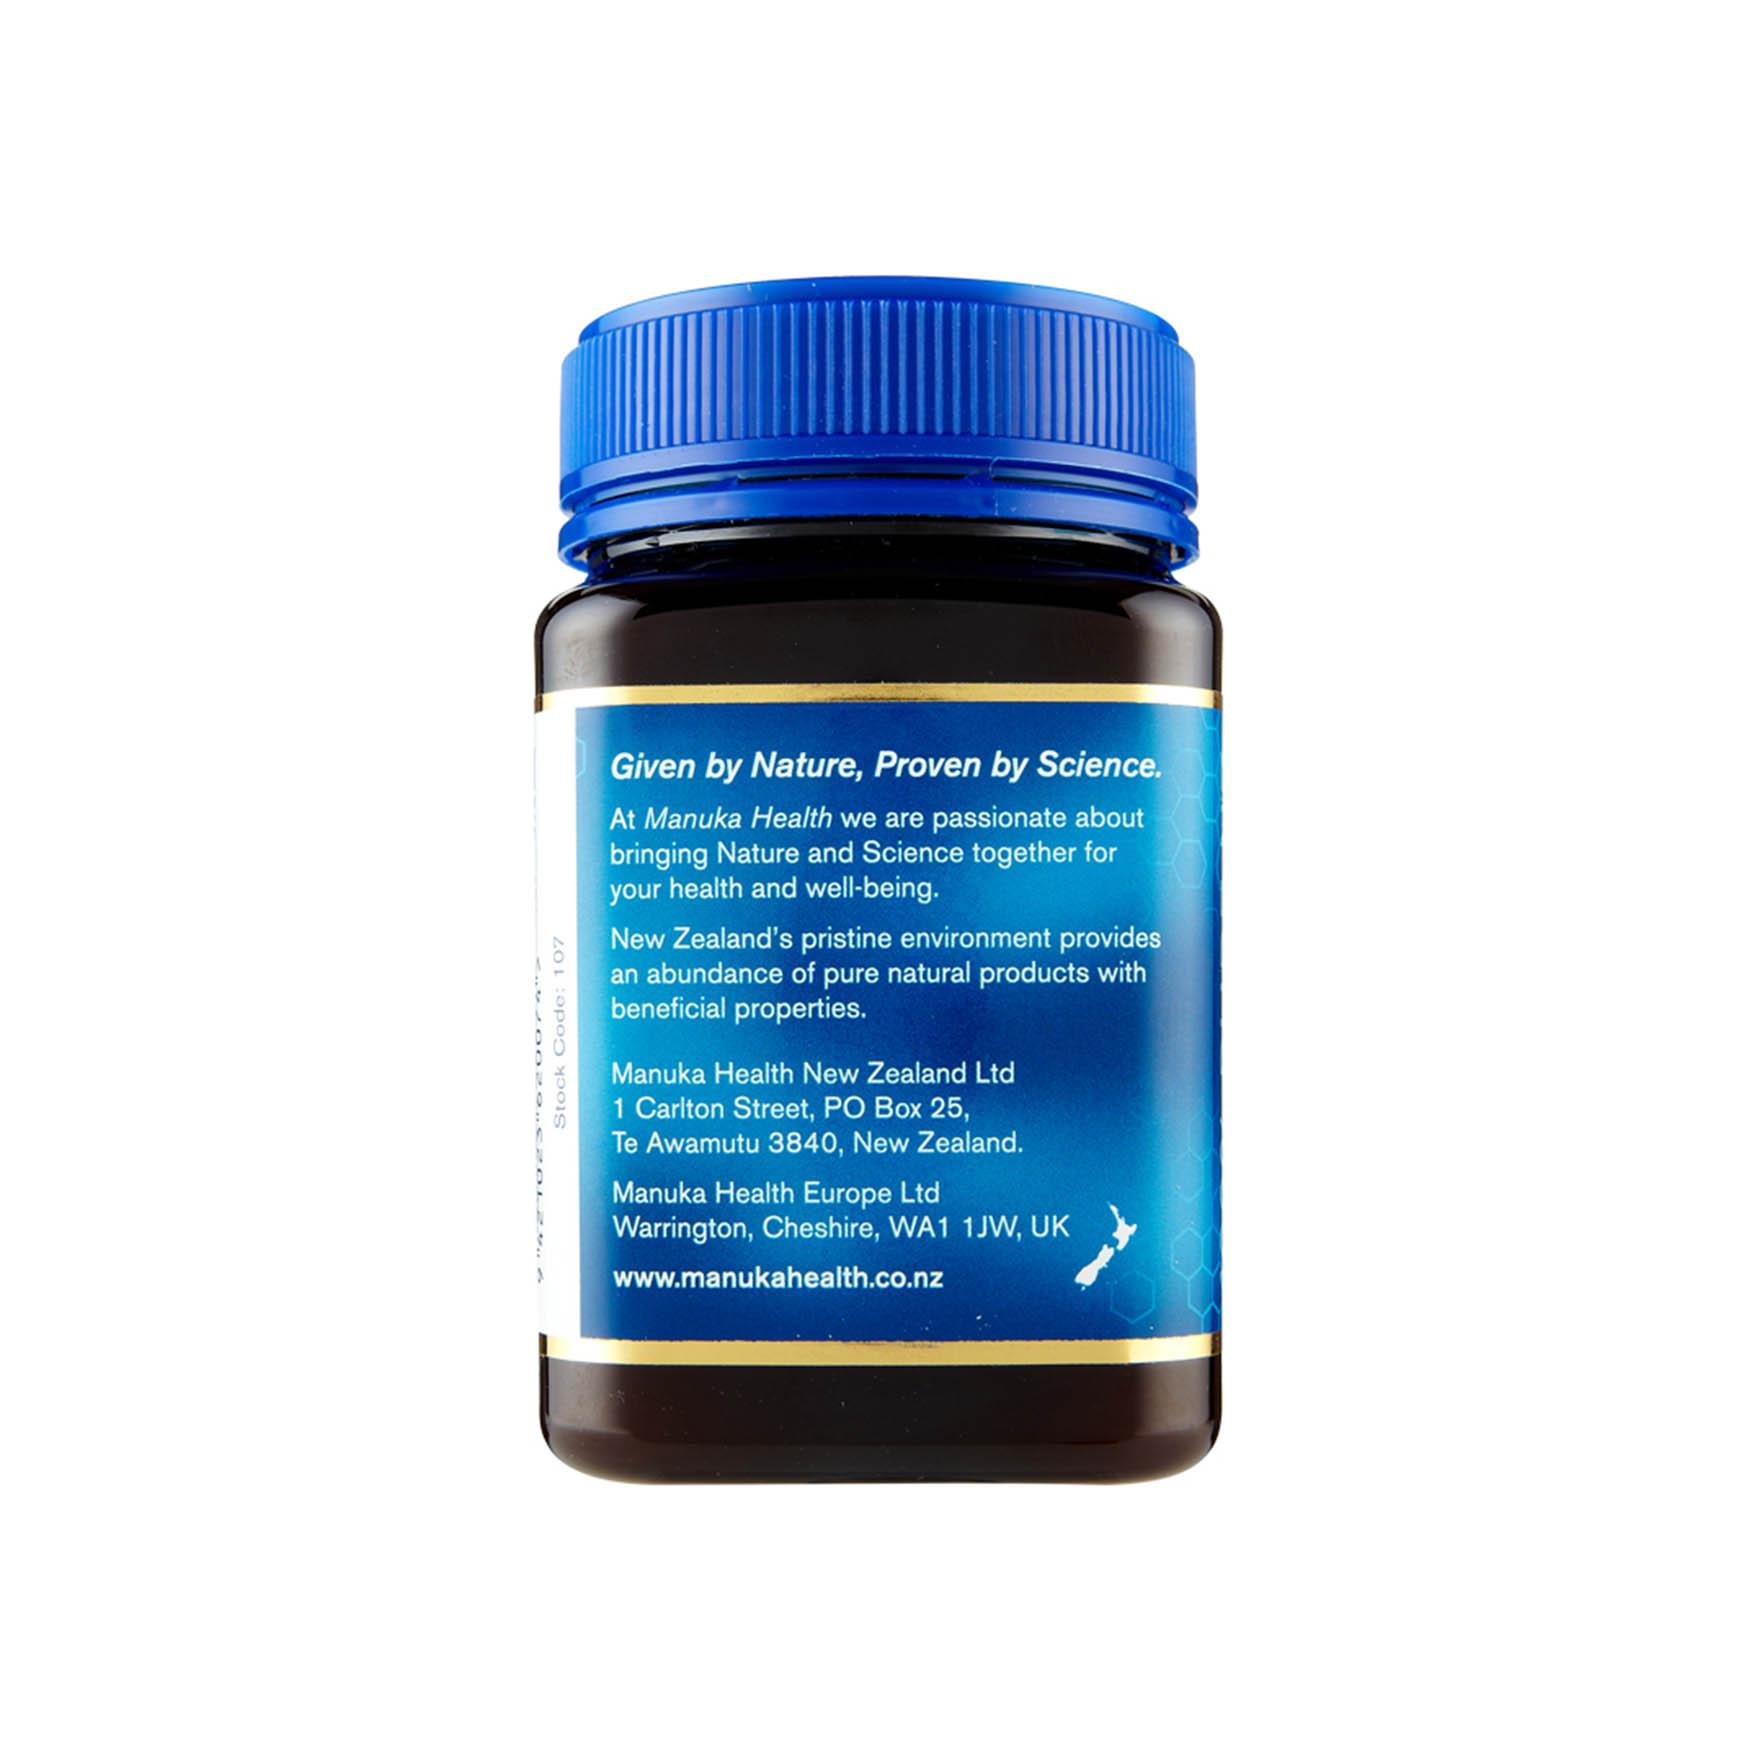 Given by Nature, Proven by Science.
At Manuka Health we are passionate about
bringing Nature and Science together for
your health and well-being.
New Zealand's pristine environment provides
an abundance of pure natural products with
beneficial properties.
Manuka Health New Zealand Ltd
1 Carlton Street, PO Box 25,
Te Awamutu 3840, New Zealand.
Manuka Health Europe Ltd
Warrington, Cheshire, WA1 1JW, UK
www.manukahealth.co.nz
Stock Code: 107